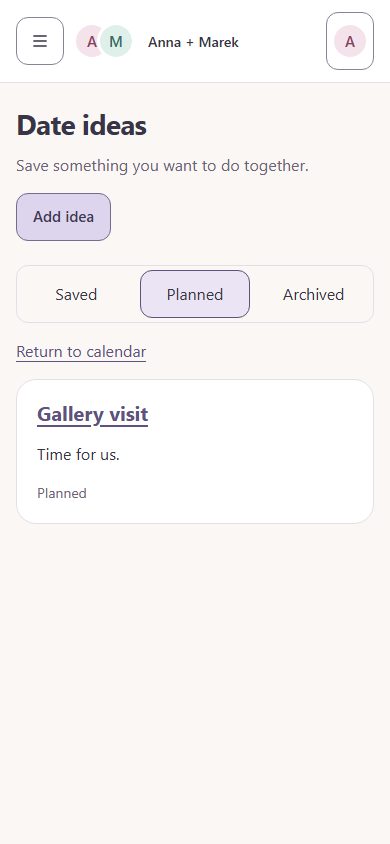 A M Anna + Marek A
Date ideas
Save something you want to do together.
Add idea
Saved Planned Archived
Return to calendar
Gallery visit
Time for us.
Planned